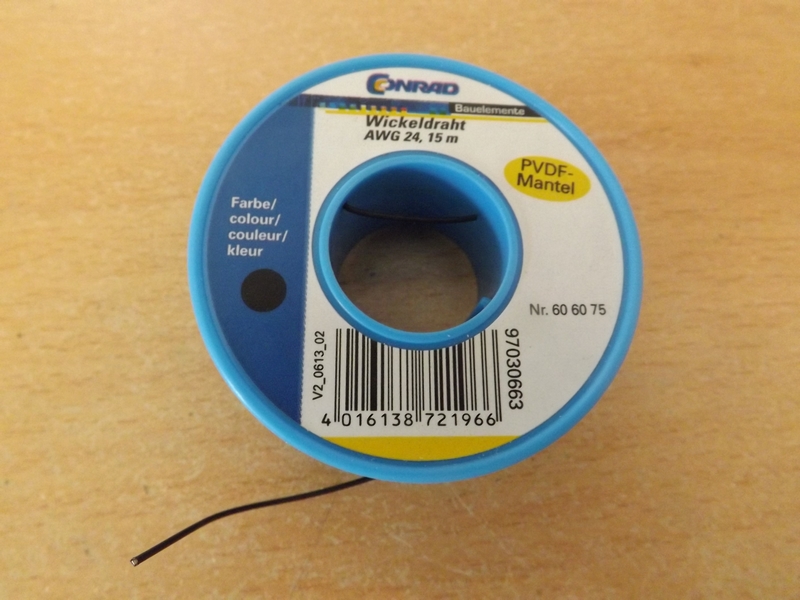 CONRAD
Bauelemente
Wickeldraht
AWG 24, 15 m
PVDF-
Mantel
Farbe/
colour/
couleur/
kleur
Nr. 60 60 75
V2_0613_02
97030663
4 016138 721966